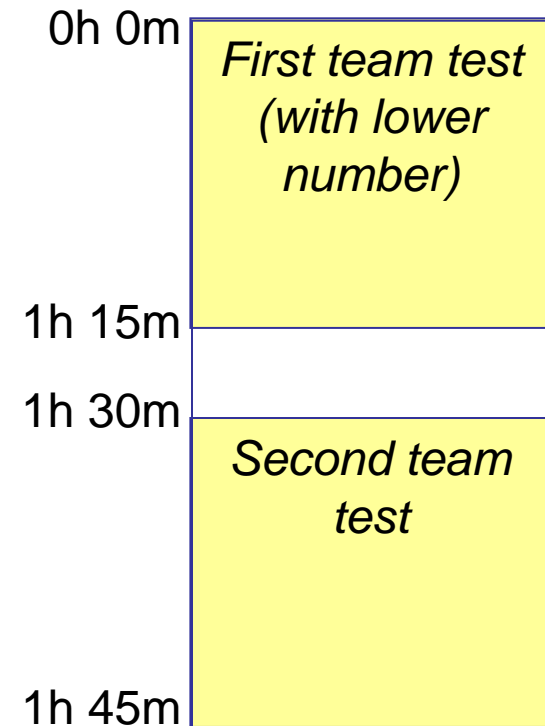 0h 0m
First team test
(with lower
number)
1h 15m
1h 30m
Second team
test
1h 45m